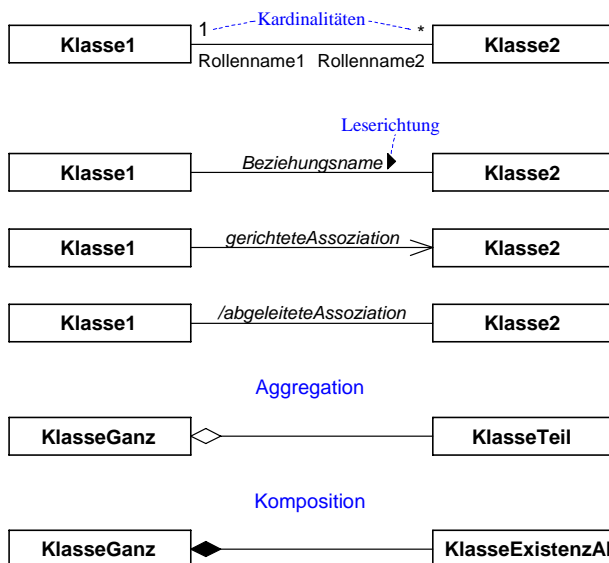 Kardinalitäten
1 *
Klasse1 Klasse2
Rollenname1 Rollenname2
Leserichtung
Beziehungsname
Klasse1 Klasse2
gerichteteAssoziation
Klasse1 Klasse2
/abgeleiteteAssoziation
Klasse1 Klasse2
Aggregation
KlasseGanz KlasseTeil
Komposition
KlasseGanz